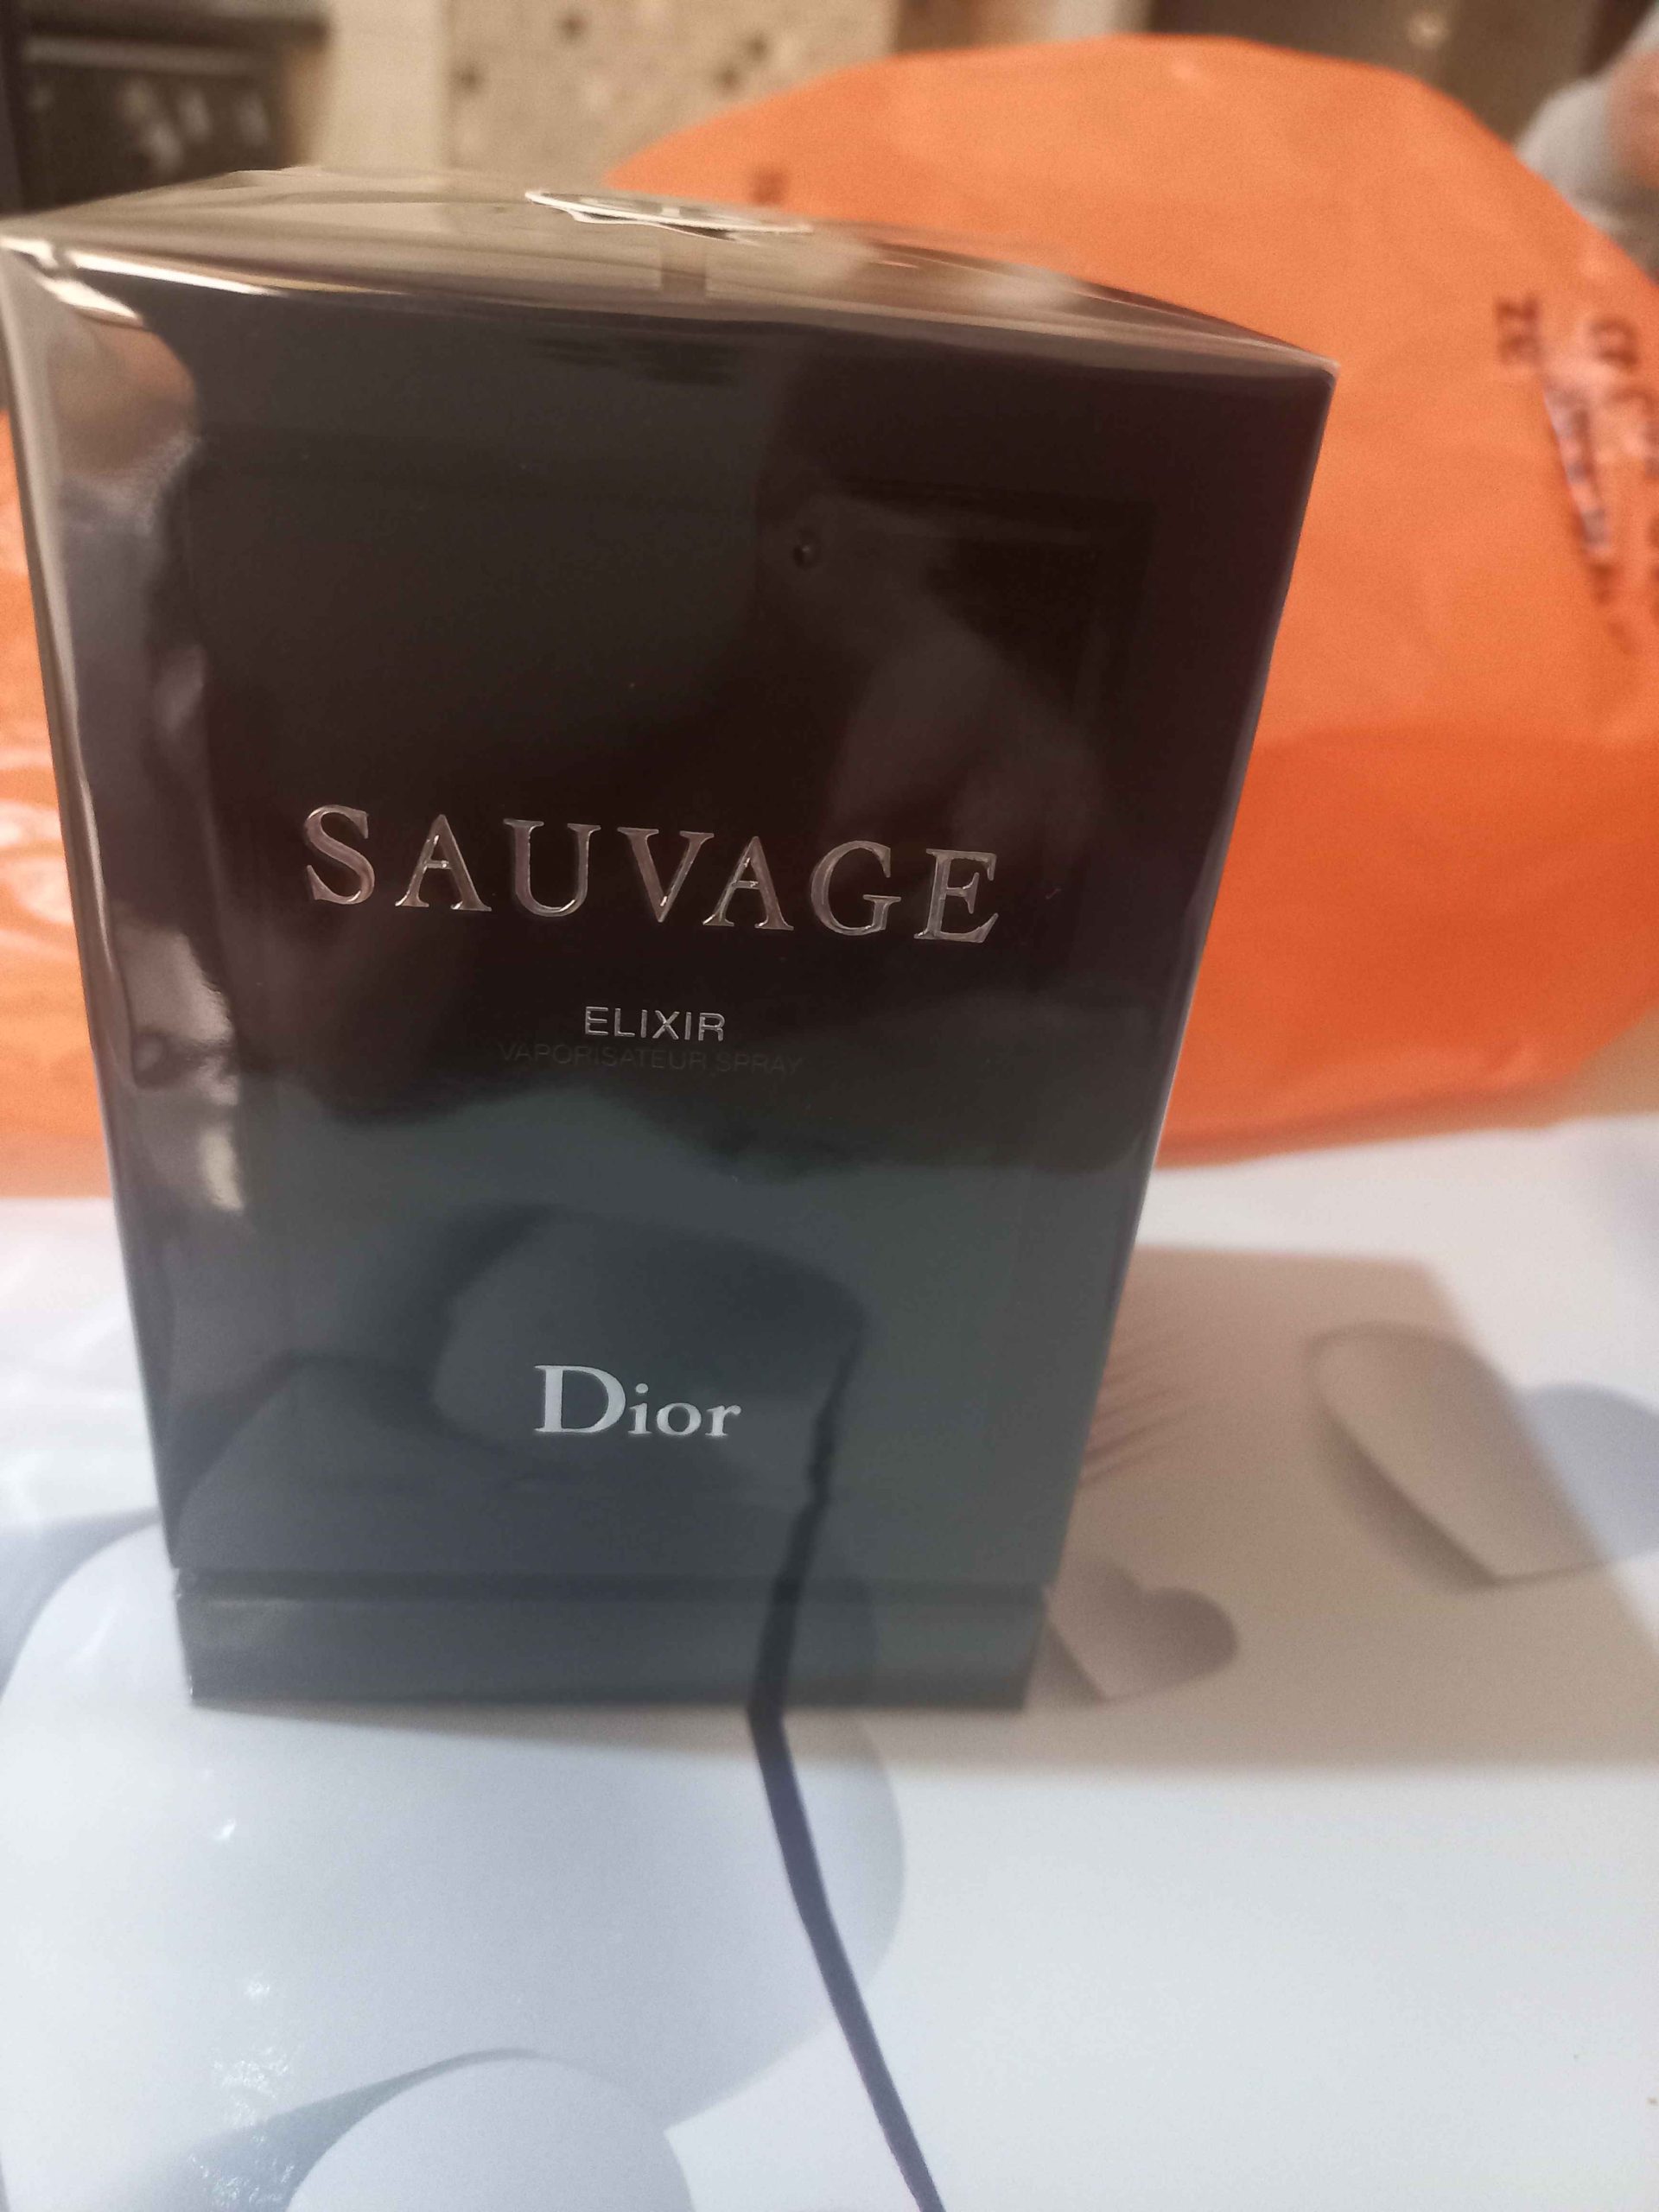 SAUVAGE
ELIXIR
VAPORISATEUR SPRAY
Dior